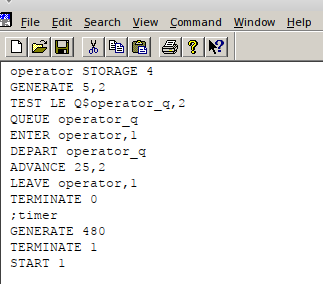 File Edit Search View Command Window Help
operator STORAGE 4
GENERATE 5,2
TEST LE Q$operator_q,2
QUEUE operator_q
ENTER operator,1
DEPART operator_q
ADVANCE 25,2
LEAVE operator,1
TERMINATE 0
;timer
GENERATE 480
TERMINATE 1
START 1